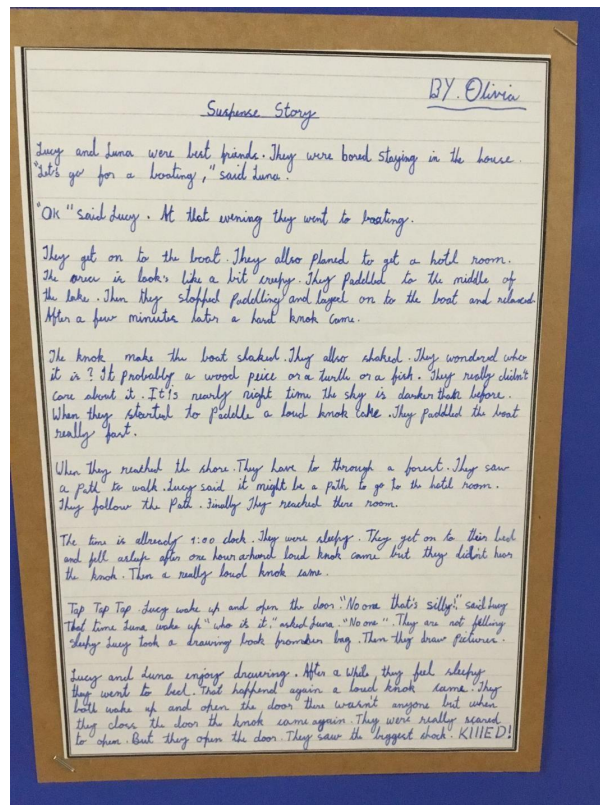 BY. Olivia
Suspense Story
Lucy and Luna were best friends. They were bored staying in the house.
"Let's go for a boating," said Luna.
"OK" said Lucy. At that evening they went to boating.
They get on to the boat. They allso planed to get a hotel room.
The area is look's like a bit creepy. They Paddled to the middle of
the lake. Then they stopped Puddling and layed on to the boat and relaxed.
After a few minutes later a hard knok came.
The knok make the boat shaked. They allso shaked. They wondered who
it is? It probably a wood peice or a turtle or a fish. They really didn't
care about it. It's nearly night time the sky is darker than before.
When they started to paddle a loud knok cake. They paddled the boat
really fast.
When they reached the shore. They have to through a forest. They saw
a path to walk. Lucy said it might be a path to go to the hotel room.
They follow the Path. Finally They reached there room.
The time is allready 9:00 clock. They were sleepy. They get on to their bed
and fell asleep after one hour a hard loud knok came but they didn't hear
the knok. Then a really loud knok came.
Tap Tap Tap. Lucy wake up and open the door "No one that's silly!" said Lucy
That time Luna wake up "who is it." asked Luna. "No one". They are not felling
sleepy Lucy took a drawing book from her bag. Then they draw pictures.
Lucy and Luna enjoy drawing. After a while they feel sleepy
they went to bed. That happend again a loud knok came. They
both wake up and open the door there wasn't anyone but when
they close the door the knok came again. They were really scared
to open. But they open the door. They saw the biggest shock. KIllED!